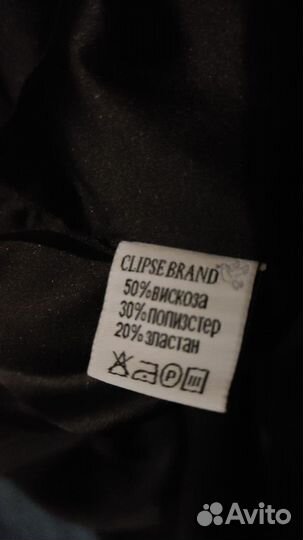 CLIPSE BRAND
50%вискоза
30%полиэстер
20%эластан
P
Avito